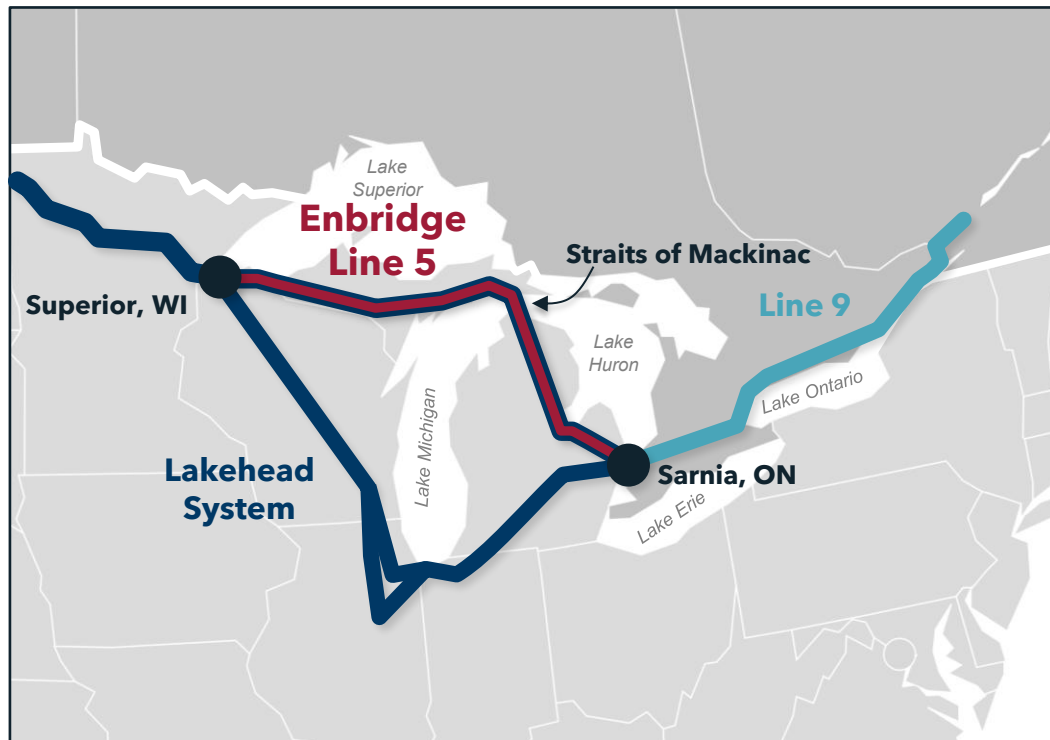 Lake
Superior
Enbridge
Line 5
Straits of Mackinac
Superior, WI
Line 9
Lake
Huron
Lake Ontario
Lake Michigan
Lakehead
System
Sarnia, ON
Lake Erie